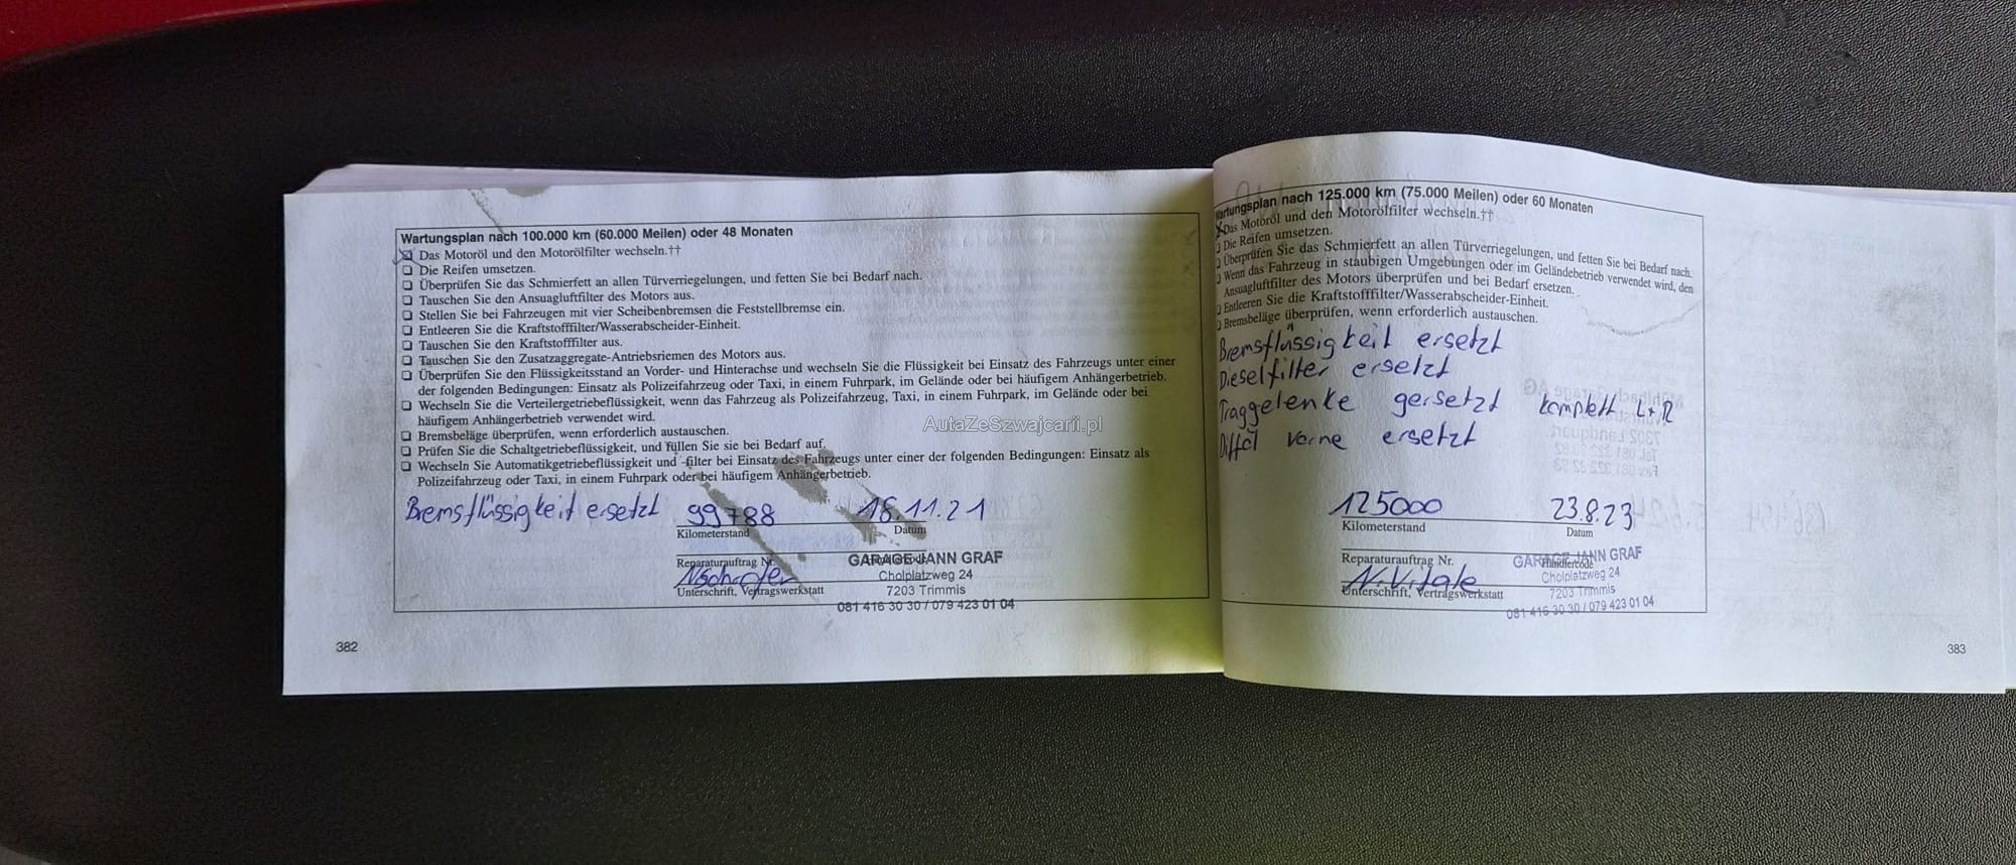 Wartungsplan nach 100.000 km (60.000 Meilen) oder 48 Monaten
Das Motoröl und den Motorölfilter wechseln.††
Die Reifen umsetzen.
Überprüfen Sie das Schmierfett an allen Türverriegelungen, und fetten Sie bei Bedarf nach.
Tauschen Sie den Ansuagluftfilter des Motors aus.
Stellen Sie bei Fahrzeugen mit vier Scheibenbremsen die Feststellbremse ein.
Entleeren Sie die Kraftstofffilter/Wasserabscheider-Einheit.
Tauschen Sie den Kraftstofffilter aus.
Tauschen Sie den Zusatzaggregate-Antriebsriemen des Motors aus.
Überprüfen Sie den Flüssigkeitsstand an Vorder- und Hinterachse und wechseln Sie die Flüssigkeit bei Einsatz des Fahrzeugs unter einer
der folgenden Bedingungen: Einsatz als Polizeifahrzeug oder Taxi, in einem Fuhrpark, im Gelände oder bei häufigem Anhängerbetrieb.
Wechseln Sie die Verteilergetriebeflüssigkeit, wenn das Fahrzeug als Polizeifahrzeug, Taxi, in einem Fuhrpark, im Gelände oder bei
häufigem Anhängerbetrieb verwendet wird.
Bremsbeläge überprüfen, wenn erforderlich austauschen.
Prüfen Sie die Schaltgetriebeflüssigkeit, und füllen Sie sie bei Bedarf auf.
Wechseln Sie Automatikgetriebeflüssigkeit und -filter bei Einsatz des Fahrzeugs unter einer der folgenden Bedingungen: Einsatz als
Polizeifahrzeug oder Taxi, in einem Fuhrpark oder bei häufigem Anhängerbetrieb.
Bremsflüssigkeit ersetzt 99788 18.11.21
Kilometerstand Datum
Reparaturauftrag Nr.
Unterschrift, Vertragswerkstatt
GARAGE JANN GRAF
Cholplatzweg 24
7203 Trimmis
081 416 30 30 / 079 423 01 04
382
AutaZeSzwajcarii.pl
Wartungsplan nach 125.000 km (75.000 Meilen) oder 60 Monaten
Das Motoröl und den Motorölfilter wechseln.††
Die Reifen umsetzen.
Überprüfen Sie das Schmierfett an allen Türverriegelungen, und fetten Sie bei Bedarf nach.
Wenn das Fahrzeug in staubigen Umgebungen oder im Geländebetrieb verwendet wird, den
Ansuagluftfilter des Motors überprüfen und bei Bedarf ersetzen.
Entleeren Sie die Kraftstofffilter/Wasserabscheider-Einheit.
Bremsbeläge überprüfen, wenn erforderlich austauschen.
Bremsflüssigkeit ersetzt
Dieselfilter ersetzt
Traggelenke gersetzt komplett L+R
vorne ersetzt
125000 23.8.23
Kilometerstand Datum
Reparaturauftrag Nr. Händlercode
N. Vitale
Unterschrift, Vertragswerkstatt
GARAGE JANN GRAF
Cholplatzweg 24
7203 Trimmis
081 416 30 30 / 079 423 01 04
383